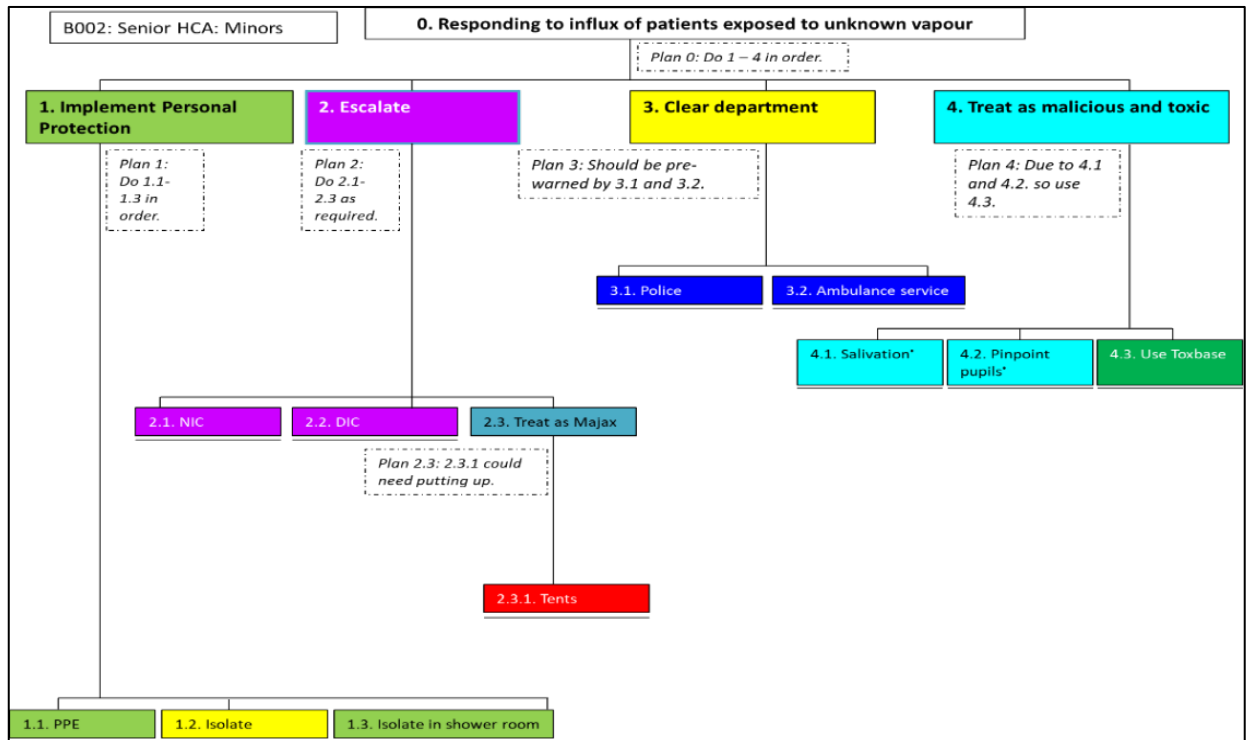 B002: Senior HCA: Minors
0. Responding to influx of patients exposed to unknown vapour
Plan 0: Do 1 – 4 in order.
1. Implement Personal
Protection
2. Escalate
3. Clear department
4. Treat as malicious and toxic
Plan 1:
Do 1.1-
1.3 in
order.
Plan 2:
Do 2.1-
2.3 as
required.
Plan 3: Should be pre-
warned by 3.1 and 3.2.
Plan 4: Due to 4.1
and 4.2. so use
4.3.
3.1. Police
3.2. Ambulance service
4.1. Salivation*
4.2. Pinpoint
pupils*
4.3. Use Toxbase
2.1. NIC
2.2. DIC
2.3. Treat as Majax
Plan 2.3: 2.3.1 could
need putting up.
2.3.1. Tents
1.1. PPE
1.2. Isolate
1.3. Isolate in shower room